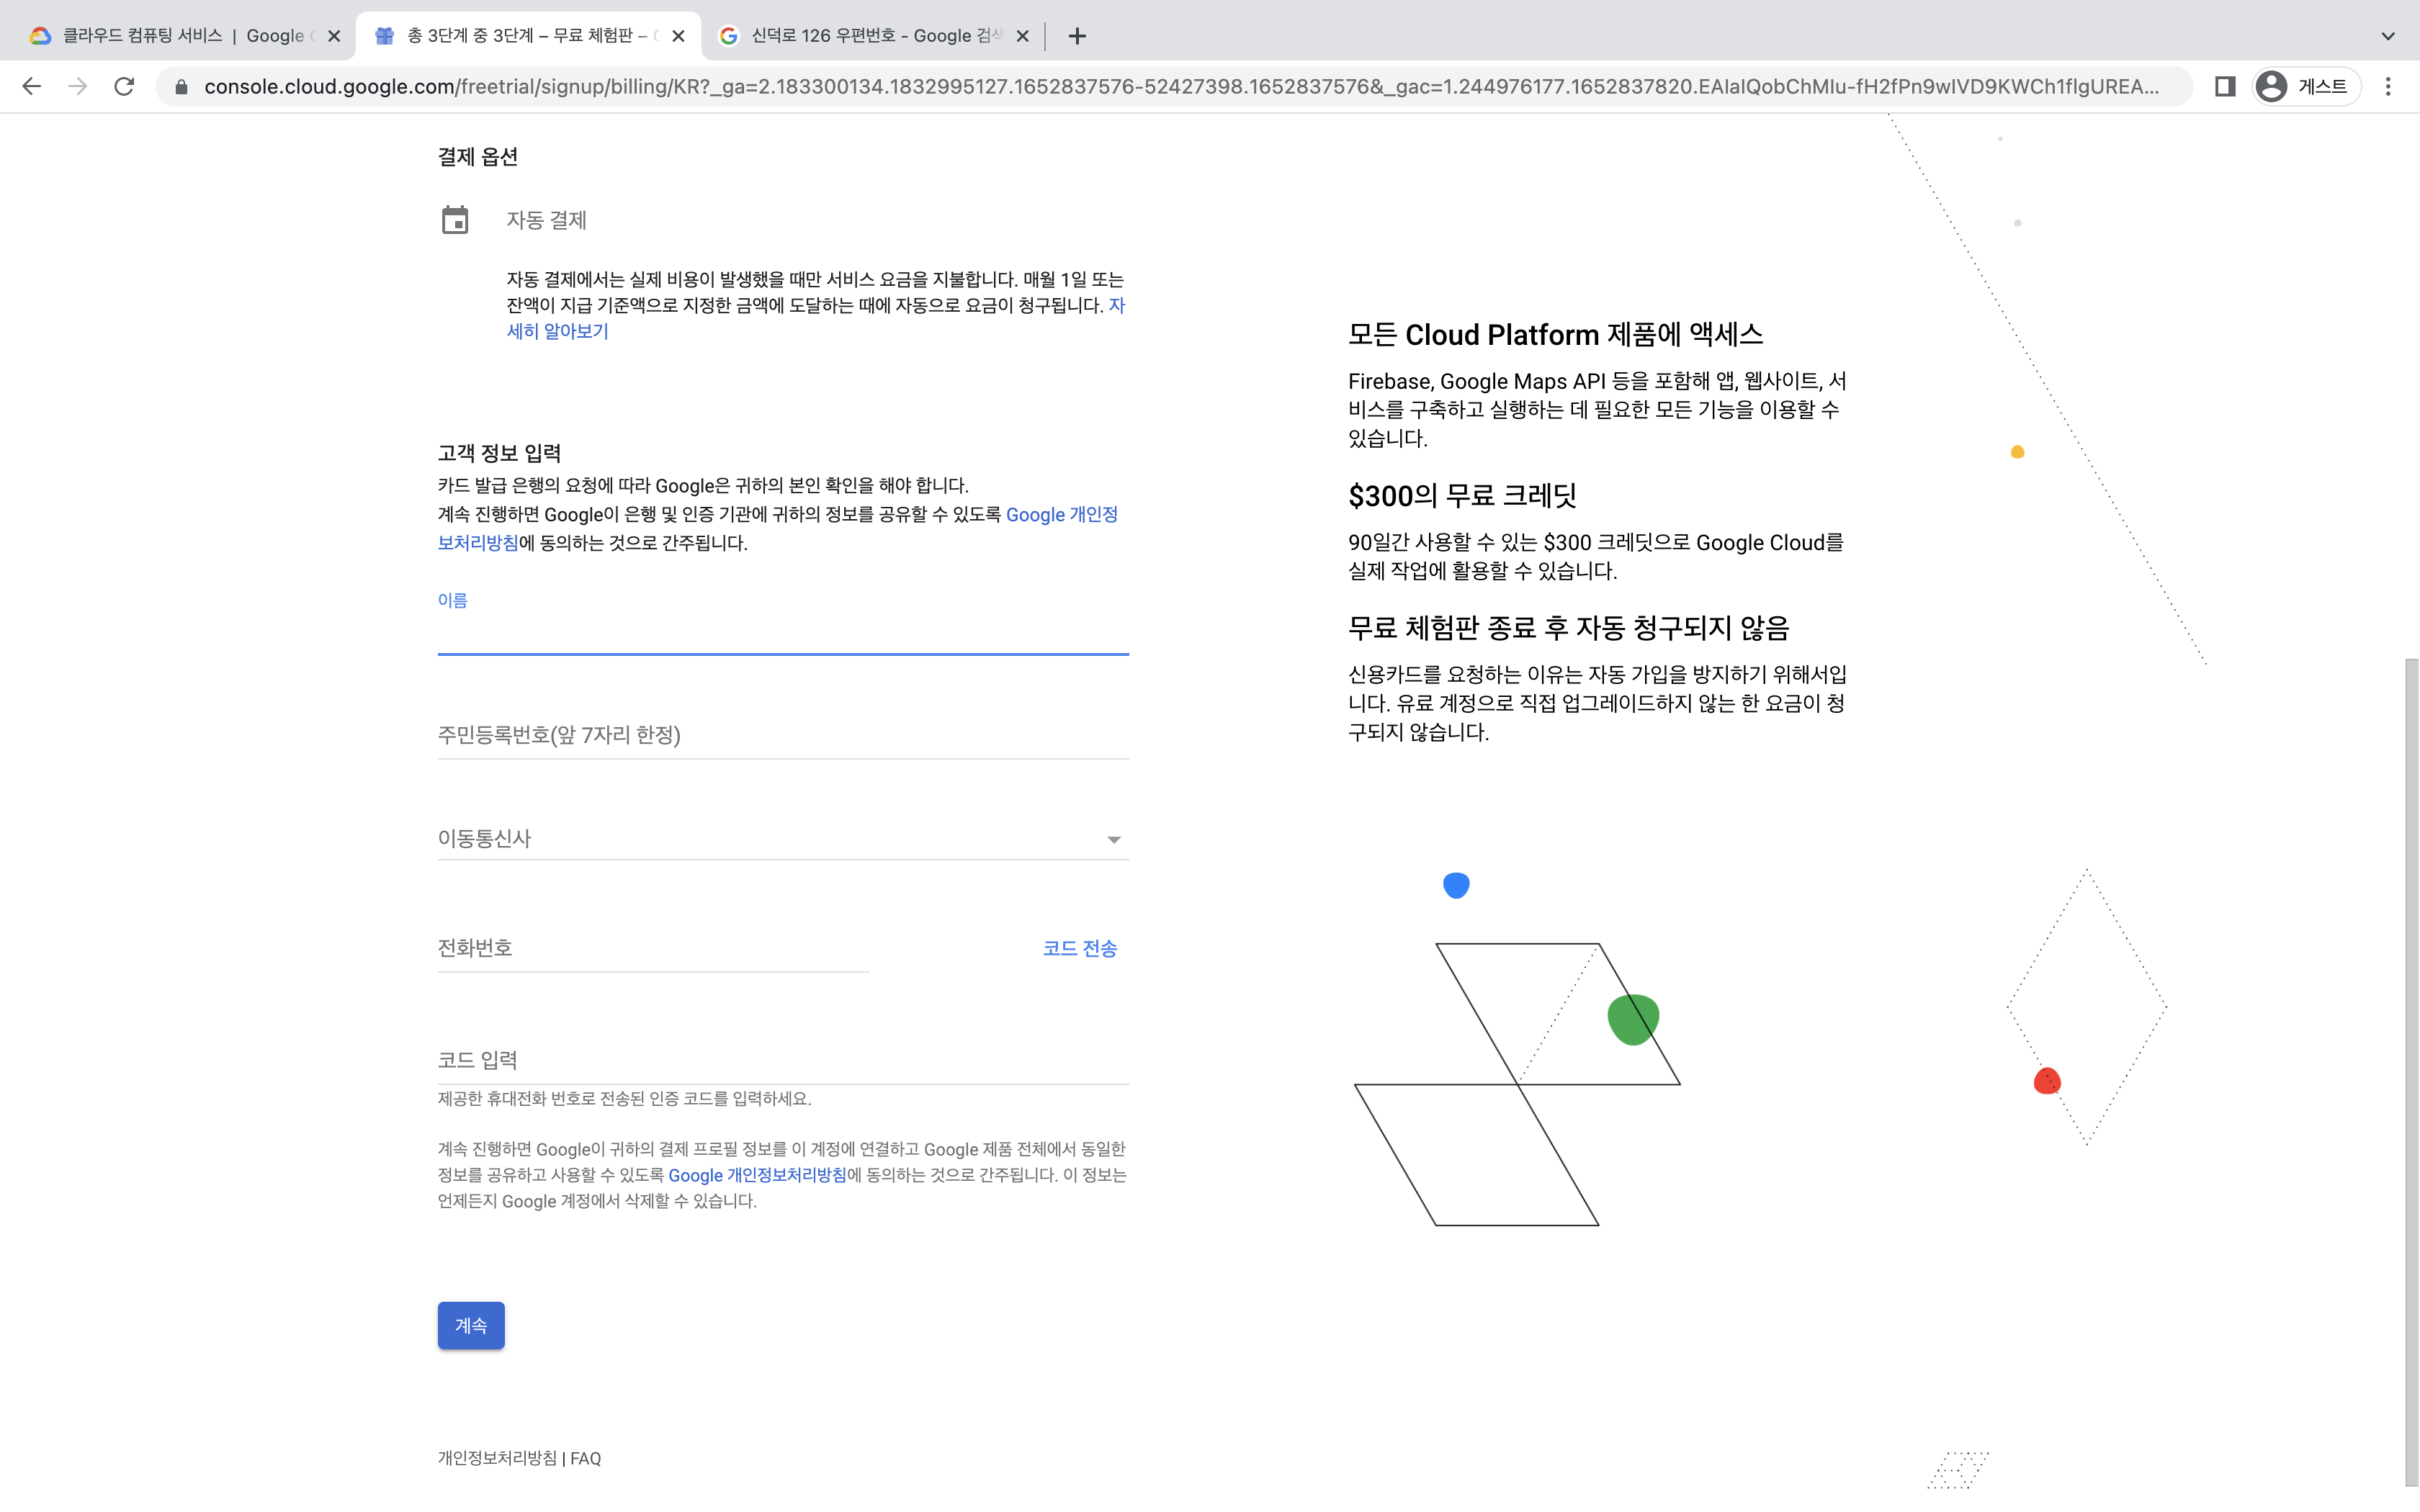 클라우드 컴퓨팅 서비스 | Google
총 3단계 중 3단계 – 무료 체험판 –
신덕로 126 우편번호 - Google 검색
console.cloud.google.com/freetrial/signup/billing/KR?_ga=2.183300134.1832995127.1652837576-52427398.1652837576&_gac=1.244976177.1652837820.EAIaIQobChMIu-fH2fPn9wIVD9KWCh1fIgUREA...
게스트
결제 옵션
자동 결제
자동 결제에서는 실제 비용이 발생했을 때만 서비스 요금을 지불합니다. 매월 1일 또는
잔액이 지급 기준액으로 지정한 금액에 도달하는 때에 자동으로 요금이 청구됩니다. 자
세히 알아보기
고객 정보 입력
카드 발급 은행의 요청에 따라 Google은 귀하의 본인 확인을 해야 합니다.
계속 진행하면 Google이 은행 및 인증 기관에 귀하의 정보를 공유할 수 있도록 Google 개인정
보처리방침에 동의하는 것으로 간주됩니다.
이름
주민등록번호(앞 7자리 한정)
이동통신사
전화번호
코드 전송
코드 입력
제공한 휴대전화 번호로 전송된 인증 코드를 입력하세요.
계속 진행하면 Google이 귀하의 결제 프로필 정보를 이 계정에 연결하고 Google 제품 전체에서 동일한
정보를 공유하고 사용할 수 있도록 Google 개인정보처리방침에 동의하는 것으로 간주됩니다. 이 정보는
언제든지 Google 계정에서 삭제할 수 있습니다.
계속
개인정보처리방침 | FAQ
모든 Cloud Platform 제품에 액세스
Firebase, Google Maps API 등을 포함해 앱, 웹사이트, 서
비스를 구축하고 실행하는 데 필요한 모든 기능을 이용할 수
있습니다.
$300의 무료 크레딧
90일간 사용할 수 있는 $300 크레딧으로 Google Cloud를
실제 작업에 활용할 수 있습니다.
무료 체험판 종료 후 자동 청구되지 않음
신용카드를 요청하는 이유는 자동 가입을 방지하기 위해서입
니다. 유료 계정으로 직접 업그레이드하지 않는 한 요금이 청
구되지 않습니다.